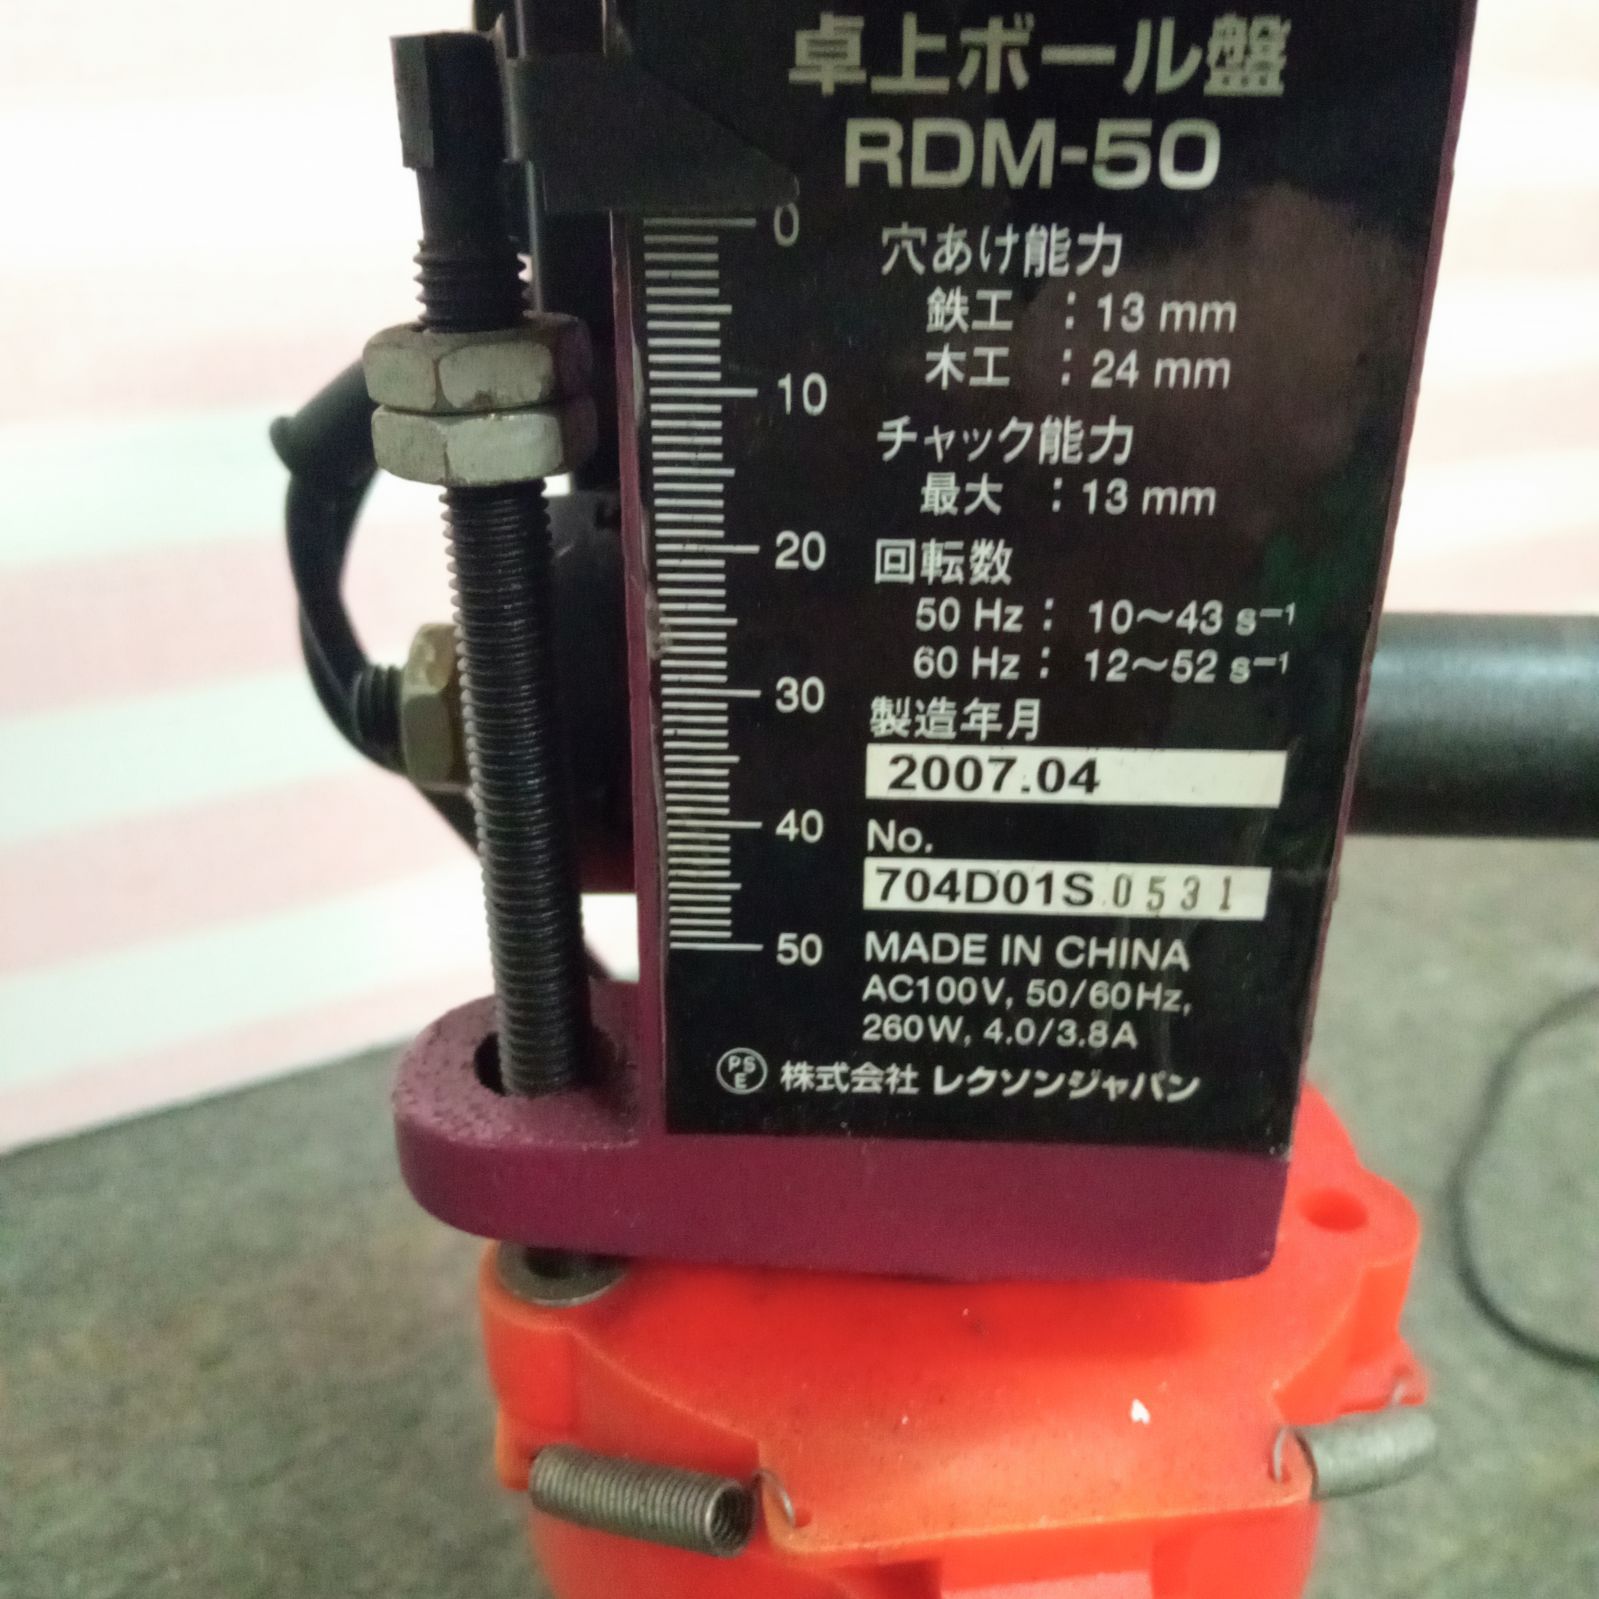 卓上ボール盤
RDM-50
0
10
20
30
40
50
穴あけ能力
鉄工 : 13 mm
木工 : 24 mm
チャック能力
最大 : 13 mm
回転数
50 Hz : 10～43 s⁻¹
60 Hz : 12～52 s⁻¹
製造年月
2007.04
No.
704D01S 0531
MADE IN CHINA
AC100V, 50/60Hz,
260W, 4.0/3.8A
PSE 株式会社 レクソンジャパン